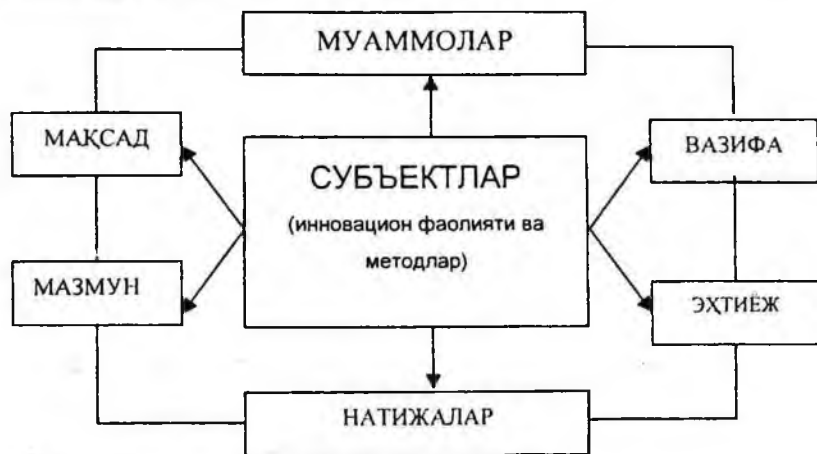 МУАММОЛАР
МАҚСАД
ВАЗИФА
СУБЪЕКТЛАР
(инновацион фаолияти ва
методлар)
МАЗМУН
ЭҲТИЁЖ
НАТИЖАЛАР